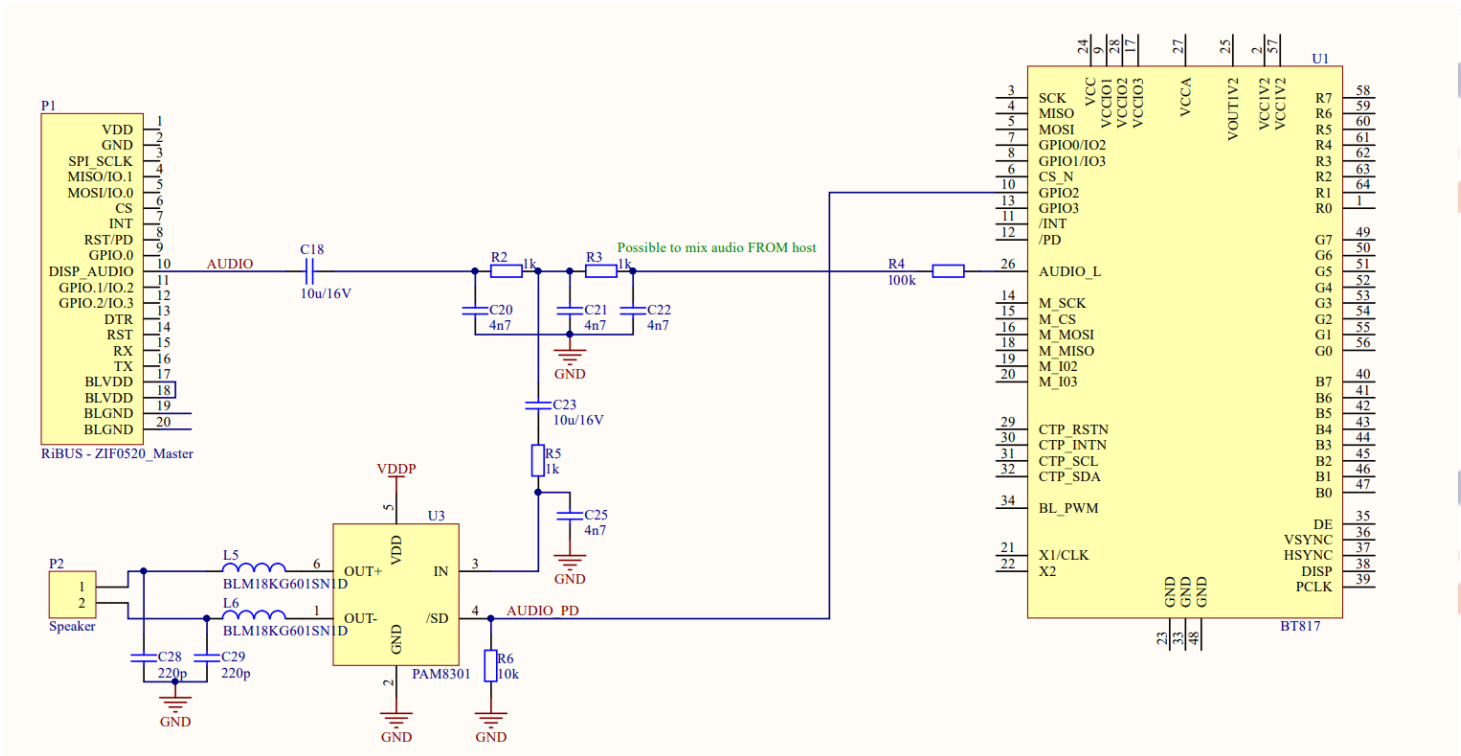 P1
VDD 1
GND 2
SPI_SCLK 3
MISO/IO.1 4
MOSI/IO.0 5
CS 6
INT 7
RST/PD 8
GPIO.0 9
DISP_AUDIO 10
GPIO.1/IO.2 11
GPIO.2/IO.3 12
DTR 13
RST 14
RX 15
TX 16
BLVDD 17
BLVDD 18
BLGND 19
BLGND 20
RiBUS - ZIF0520_Master
AUDIO
C18
10u/16V
R2
1k
R3
1k
Possible to mix audio FROM host
C20
4n7
C21
4n7
C22
4n7
GND
R4
100k
C23
10u/16V
R5
1k
C25
4n7
GND
VDDP
5
U3
VDD
6 OUT+
IN 3
1 OUT-
/SD 4
GND
2
PAM8301
GND
AUDIO_PD
R6
10k
GND
P2
1
2
Speaker
L5
BLM18KG601SN1D
L6
BLM18KG601SN1D
C28
220p
C29
220p
GND
U1
24 VCC
9 VCCIO1
28 VCCIO2
17 VCCIO3
27 VCCA
25 VOUT1V2
2 VCC1V2
57 VCC1V2
3 SCK
4 MISO
5 MOSI
7 GPIO0/IO2
8 GPIO1/IO3
6 CS_N
10 GPIO2
13 GPIO3
11 /INT
12 /PD
26 AUDIO_L
14 M_SCK
15 M_CS
16 M_MOSI
18 M_MISO
19 M_I02
20 M_I03
29 CTP_RSTN
30 CTP_INTN
31 CTP_SCL
32 CTP_SDA
34 BL_PWM
21 X1/CLK
22 X2
R7 58
R6 59
R5 60
R4 61
R3 62
R2 63
R1 64
R0 1
G7 49
G6 50
G5 51
G4 52
G3 53
G2 54
G1 55
G0 56
B7 40
B6 41
B5 42
B4 43
B3 44
B2 45
B1 46
B0 47
DE 35
VSYNC 36
HSYNC 37
DISP 38
PCLK 39
GND 23
GND 33
GND 48
BT817